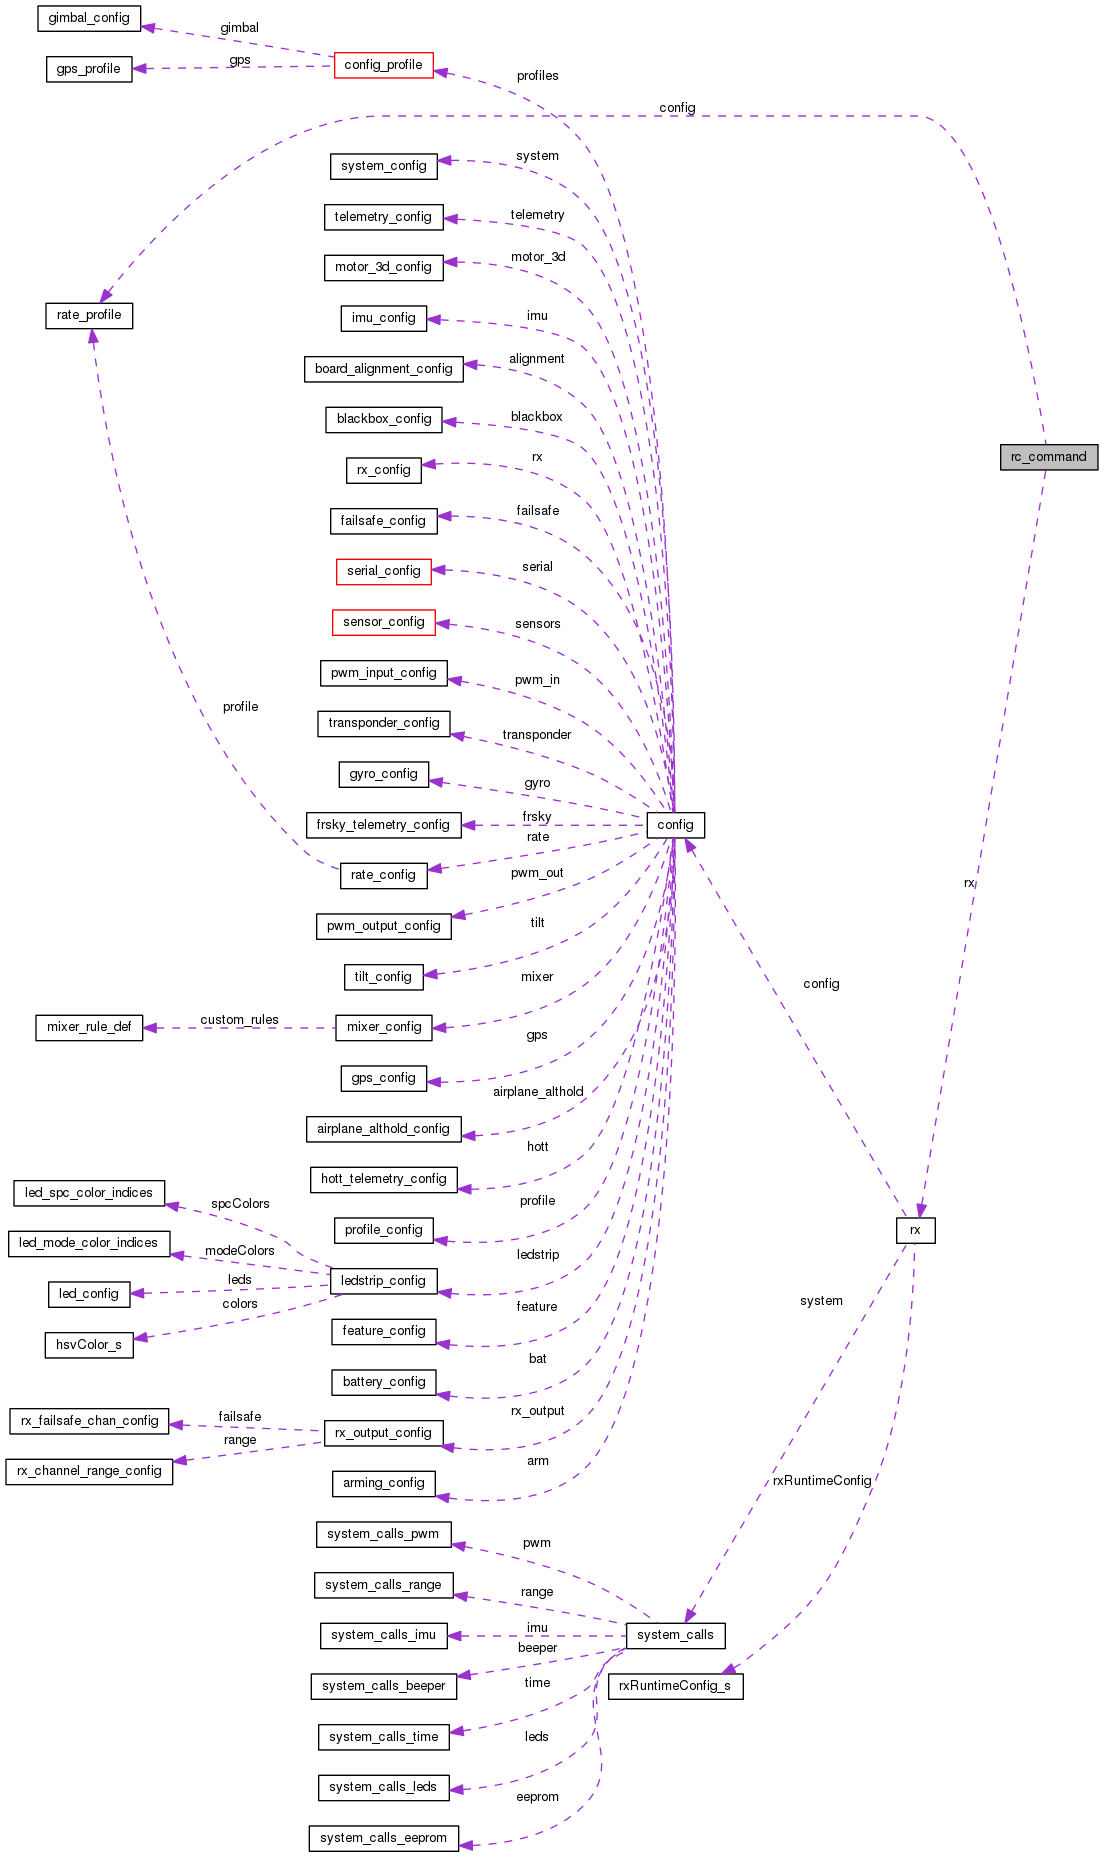 gimbal_config
gimbal
gps_profile
gps
config_profile
profiles
config
system_config
system
telemetry_config
telemetry
motor_3d_config
motor_3d
rate_profile
imu_config
imu
board_alignment_config
alignment
blackbox_config
blackbox
rx_config
rx
rc_command
failsafe_config
failsafe
serial_config
serial
sensor_config
sensors
pwm_input_config
pwm_in
profile
transponder_config
transponder
gyro_config
gyro
frsky_telemetry_config
frsky
config
rate_config
rate
rx
pwm_output_config
pwm_out
tilt_config
tilt
config
mixer_rule_def
custom_rules
mixer_config
mixer
gps_config
gps
airplane_althold_config
airplane_althold
hott_telemetry_config
hott
led_spc_color_indices
spcColors
profile_config
profile
rx
led_mode_color_indices
modeColors
ledstrip_config
ledstrip
led_config
leds
hsvColor_s
colors
feature_config
feature
system
battery_config
bat
rx_failsafe_chan_config
failsafe
rx_output_config
rx_output
rx_channel_range_config
range
arming_config
arm
rxRuntimeConfig
system_calls_pwm
pwm
system_calls_range
range
system_calls_imu
imu
system_calls
system_calls_beeper
beeper
rxRuntimeConfig_s
system_calls_time
time
system_calls_leds
leds
system_calls_eeprom
eeprom